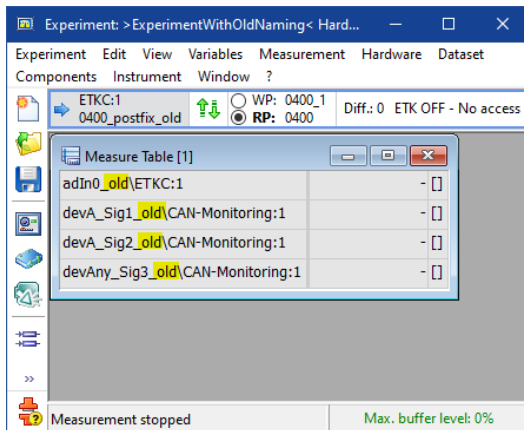 Experiment: >ExperimentWithOldNaming< Hard...
Experiment Edit View Variables Measurement Hardware Dataset
Components Instrument Window ?
ETKC:1
0400_postfix_old
WP: 0400_1
RP: 0400
Diff.: 0 ETK OFF - No access
Measure Table [1]
adIn0_old\ETKC:1 - []
devA_Sig1_old\CAN-Monitoring:1 - []
devA_Sig2_old\CAN-Monitoring:1 - []
devAny_Sig3_old\CAN-Monitoring:1 - []
Measurement stopped
Max. buffer level: 0%